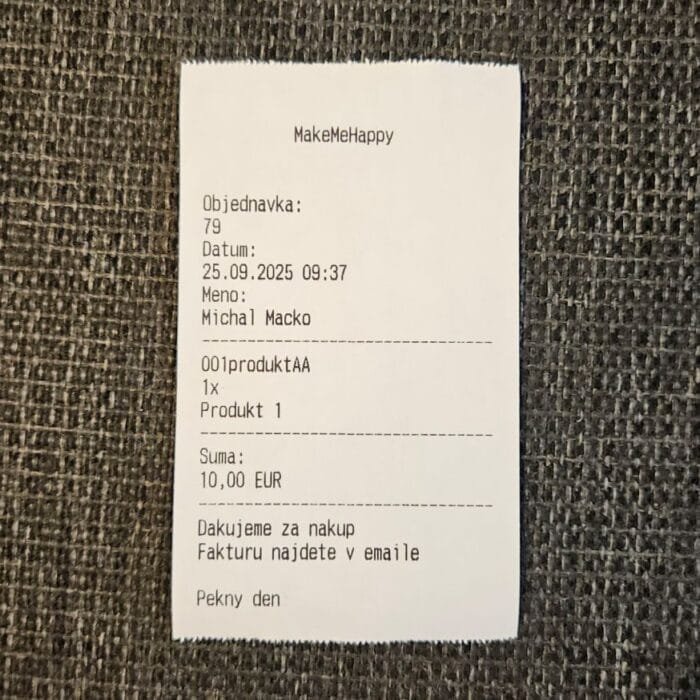 MakeMeHappy
Objednavka:
79
Datum:
25.09.2025 09:37
Meno:
Michal Macko
--------------------------------
001produktAA
1x
Produkt 1
--------------------------------
Suma:
10,00 EUR
--------------------------------
Dakujeme za nakup
Fakturu najdete v emaile
Pekny den